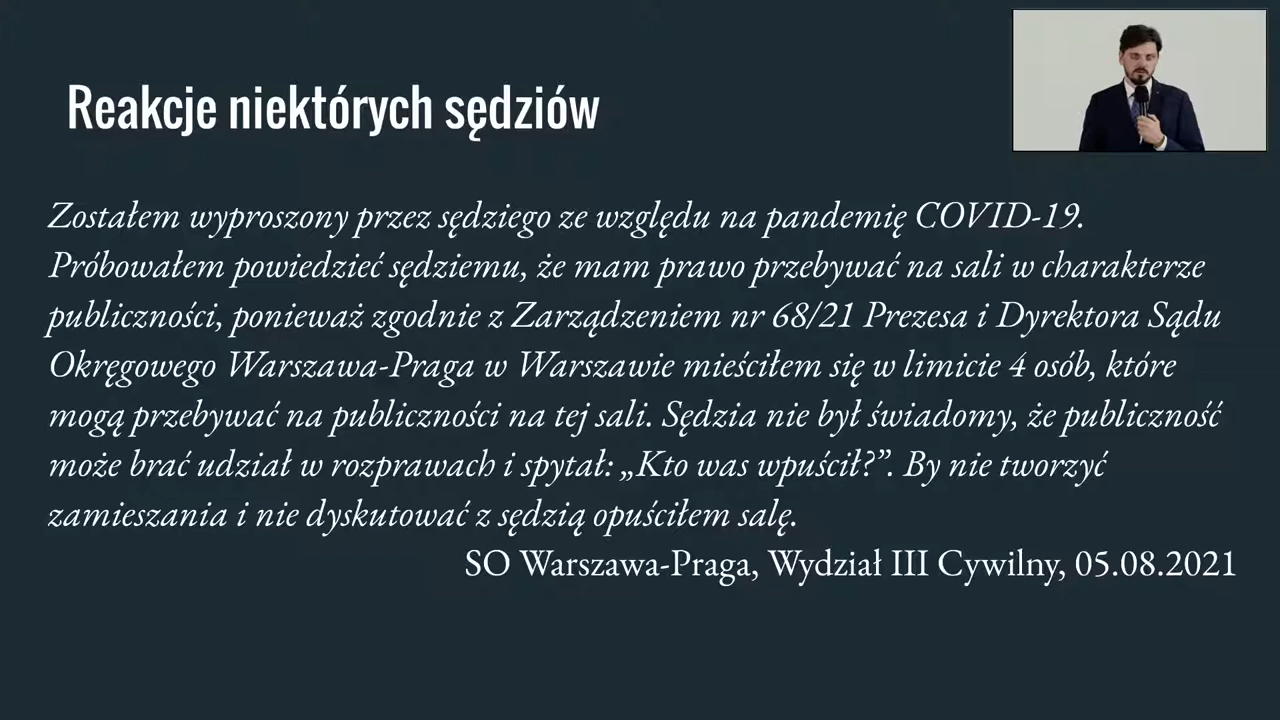 Reakcje niektórych sędziów
Zostałem wyproszony przez sędziego ze względu na pandemię COVID-19.
Próbowałem powiedzieć sędziemu, że mam prawo przebywać na sali w charakterze
publiczności, ponieważ zgodnie z Zarządzeniem nr 68/21 Prezesa i Dyrektora Sądu
Okręgowego Warszawa-Praga w Warszawie mieściłem się w limicie 4 osób, które
mogą przebywać na publiczności na tej sali. Sędzia nie był świadomy, że publiczność
może brać udział w rozprawach i spytał: „Kto was wpuścił?”. By nie tworzyć
zamieszania i nie dyskutować z sędzią opuściłem salę.
SO Warszawa-Praga, Wydział III Cywilny, 05.08.2021